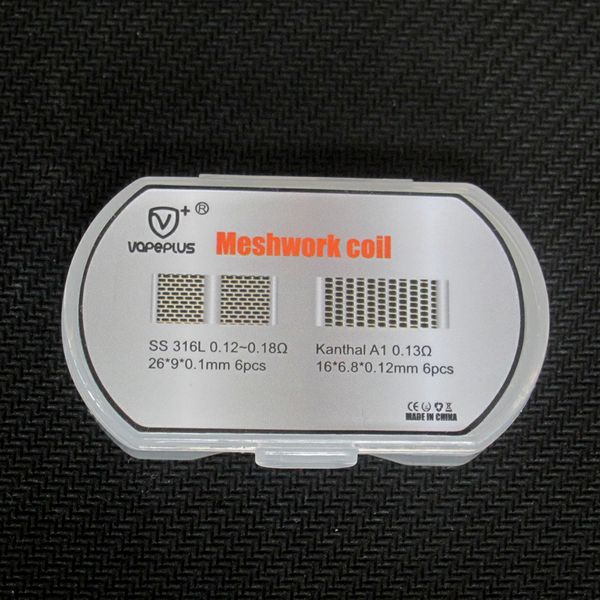 V+®
VAPEPLUS
Meshwork coil
SS 316L 0.12~0.18Ω
26*9*0.1mm 6pcs
Kanthal A1 0.13Ω
16*6.8*0.12mm 6pcs
CE
MADE IN CHINA